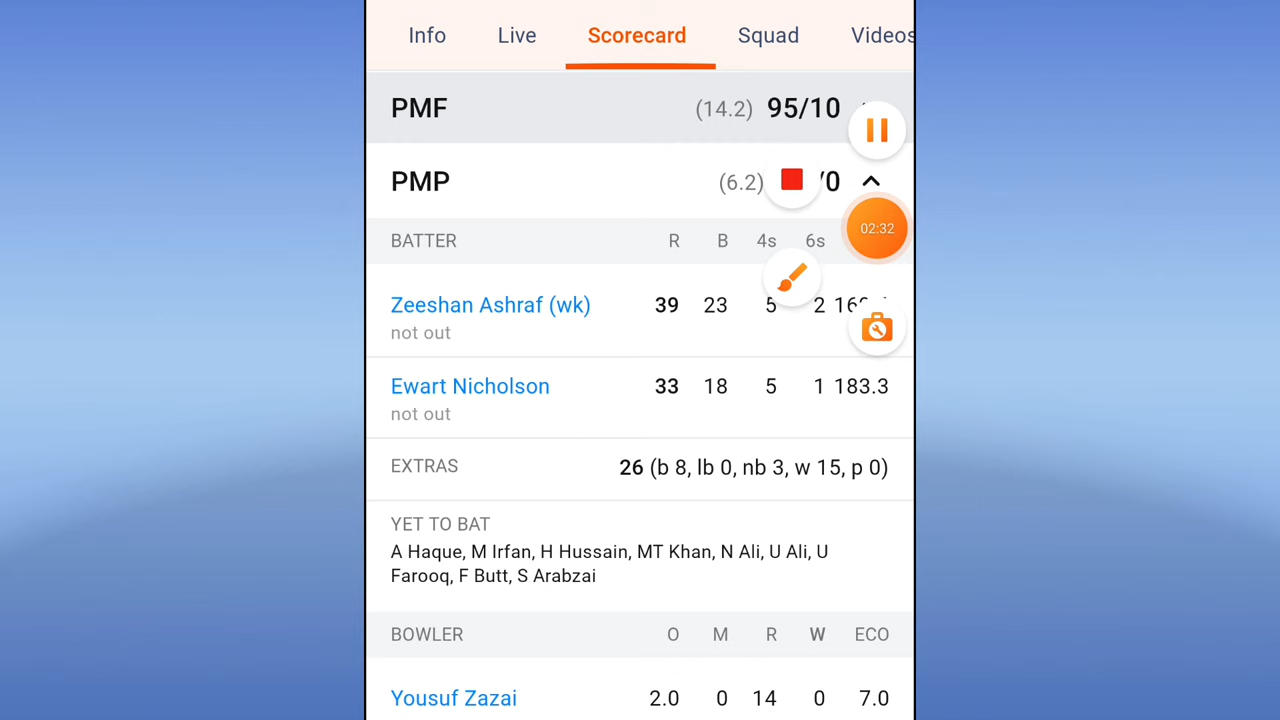 Info Live Scorecard Squad Videos
PMF (14.2) 95/10
PMP (6.2) /0
02:32
BATTER R B 4s 6s
Zeeshan Ashraf (wk) 39 23 5 2
not out
Ewart Nicholson 33 18 5 1 183.3
not out
EXTRAS 26 (b 8, lb 0, nb 3, w 15, p 0)
YET TO BAT
A Haque, M Irfan, H Hussain, MT Khan, N Ali, U Ali, U
Farooq, F Butt, S Arabzai
BOWLER O M R W ECO
Yousuf Zazai 2.0 0 14 0 7.0